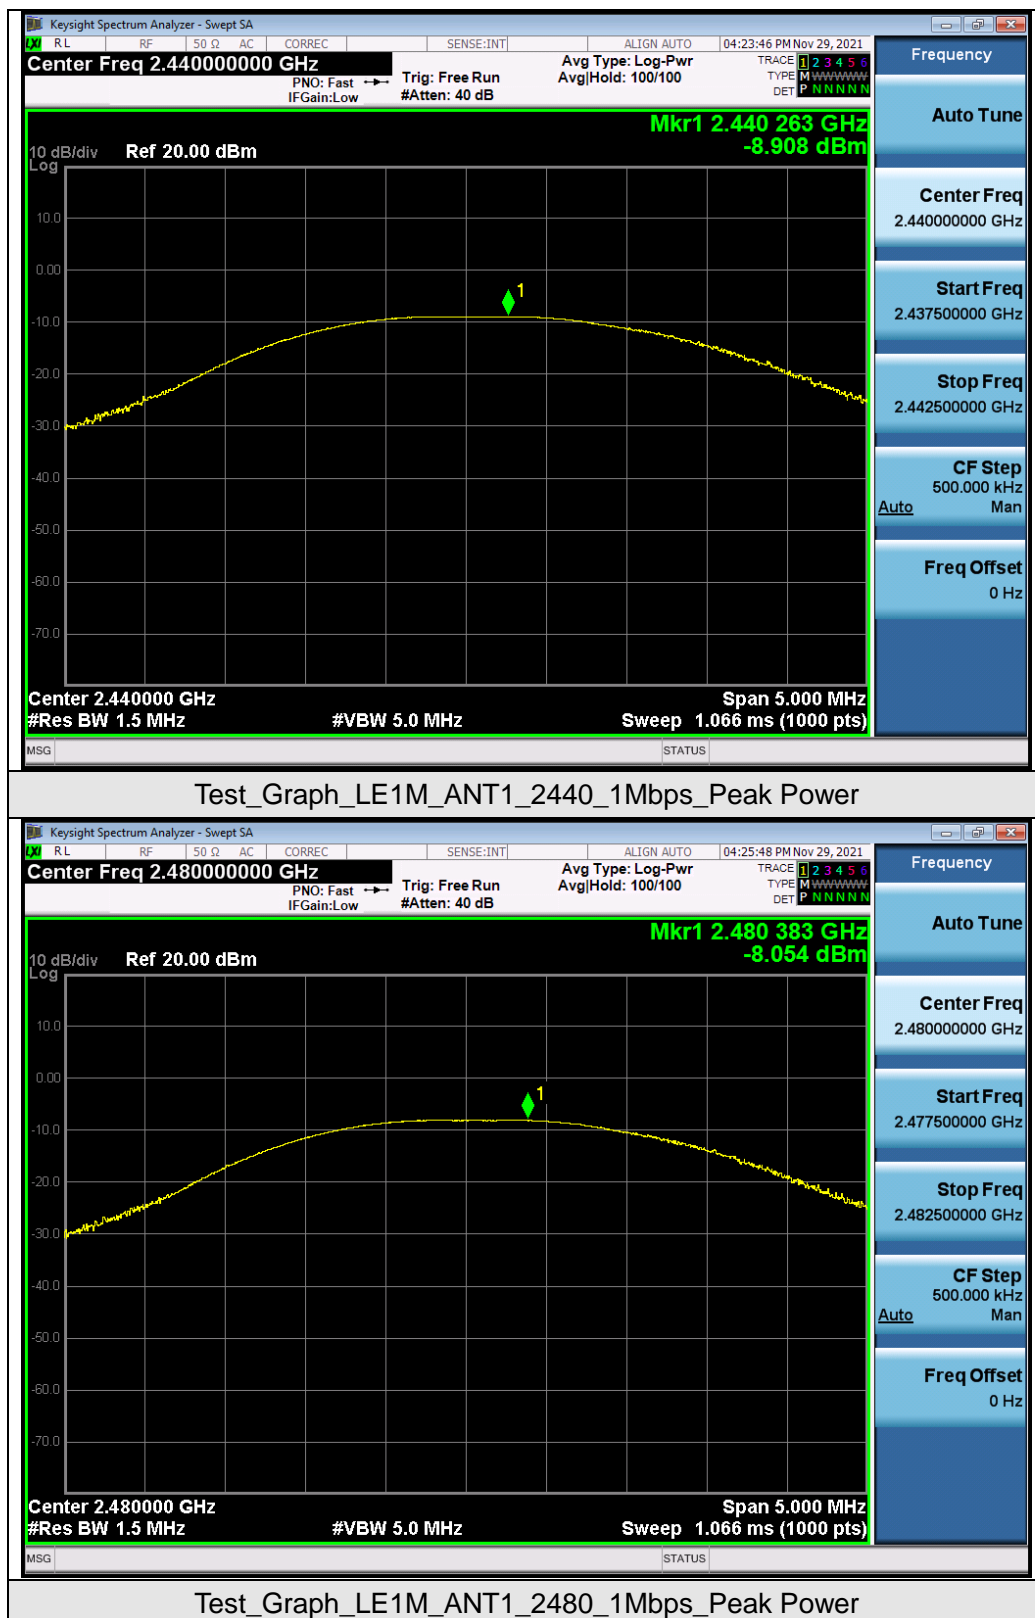 Keysight Spectrum Analyzer - Swept SA
LXI RL RF 50 Ω AC CORREC SENSE:INT ALIGN AUTO 04:23:46 PM Nov 29, 2021
Center Freq 2.440000000 GHz
PNO: Fast
IFGain:Low
Trig: Free Run
#Atten: 40 dB
Avg Type: Log-Pwr
Avg|Hold: 100/100
TRACE 1 2 3 4 5 6
TYPE M WWWWW
DET P N N N N N
Mkr1 2.440 263 GHz
-8.908 dBm
10 dB/div Ref 20.00 dBm
Log
10.0
0.00
1
-10.0
-20.0
-30.0
-40.0
-50.0
-60.0
-70.0
Center 2.440000 GHz Span 5.000 MHz
#Res BW 1.5 MHz #VBW 5.0 MHz Sweep 1.066 ms (1000 pts)
MSG STATUS
Frequency
Auto Tune
Center Freq
2.440000000 GHz
Start Freq
2.437500000 GHz
Stop Freq
2.442500000 GHz
CF Step
500.000 kHz
Auto Man
Freq Offset
0 Hz
Test_Graph_LE1M_ANT1_2440_1Mbps_Peak Power
Keysight Spectrum Analyzer - Swept SA
LXI RL RF 50 Ω AC CORREC SENSE:INT ALIGN AUTO 04:25:48 PM Nov 29, 2021
Center Freq 2.480000000 GHz
PNO: Fast
IFGain:Low
Trig: Free Run
#Atten: 40 dB
Avg Type: Log-Pwr
Avg|Hold: 100/100
TRACE 1 2 3 4 5 6
TYPE M WWWWW
DET P N N N N N
Mkr1 2.480 383 GHz
-8.054 dBm
10 dB/div Ref 20.00 dBm
Log
10.0
0.00
1
-10.0
-20.0
-30.0
-40.0
-50.0
-60.0
-70.0
Center 2.480000 GHz Span 5.000 MHz
#Res BW 1.5 MHz #VBW 5.0 MHz Sweep 1.066 ms (1000 pts)
MSG STATUS
Frequency
Auto Tune
Center Freq
2.480000000 GHz
Start Freq
2.477500000 GHz
Stop Freq
2.482500000 GHz
CF Step
500.000 kHz
Auto Man
Freq Offset
0 Hz
Test_Graph_LE1M_ANT1_2480_1Mbps_Peak Power